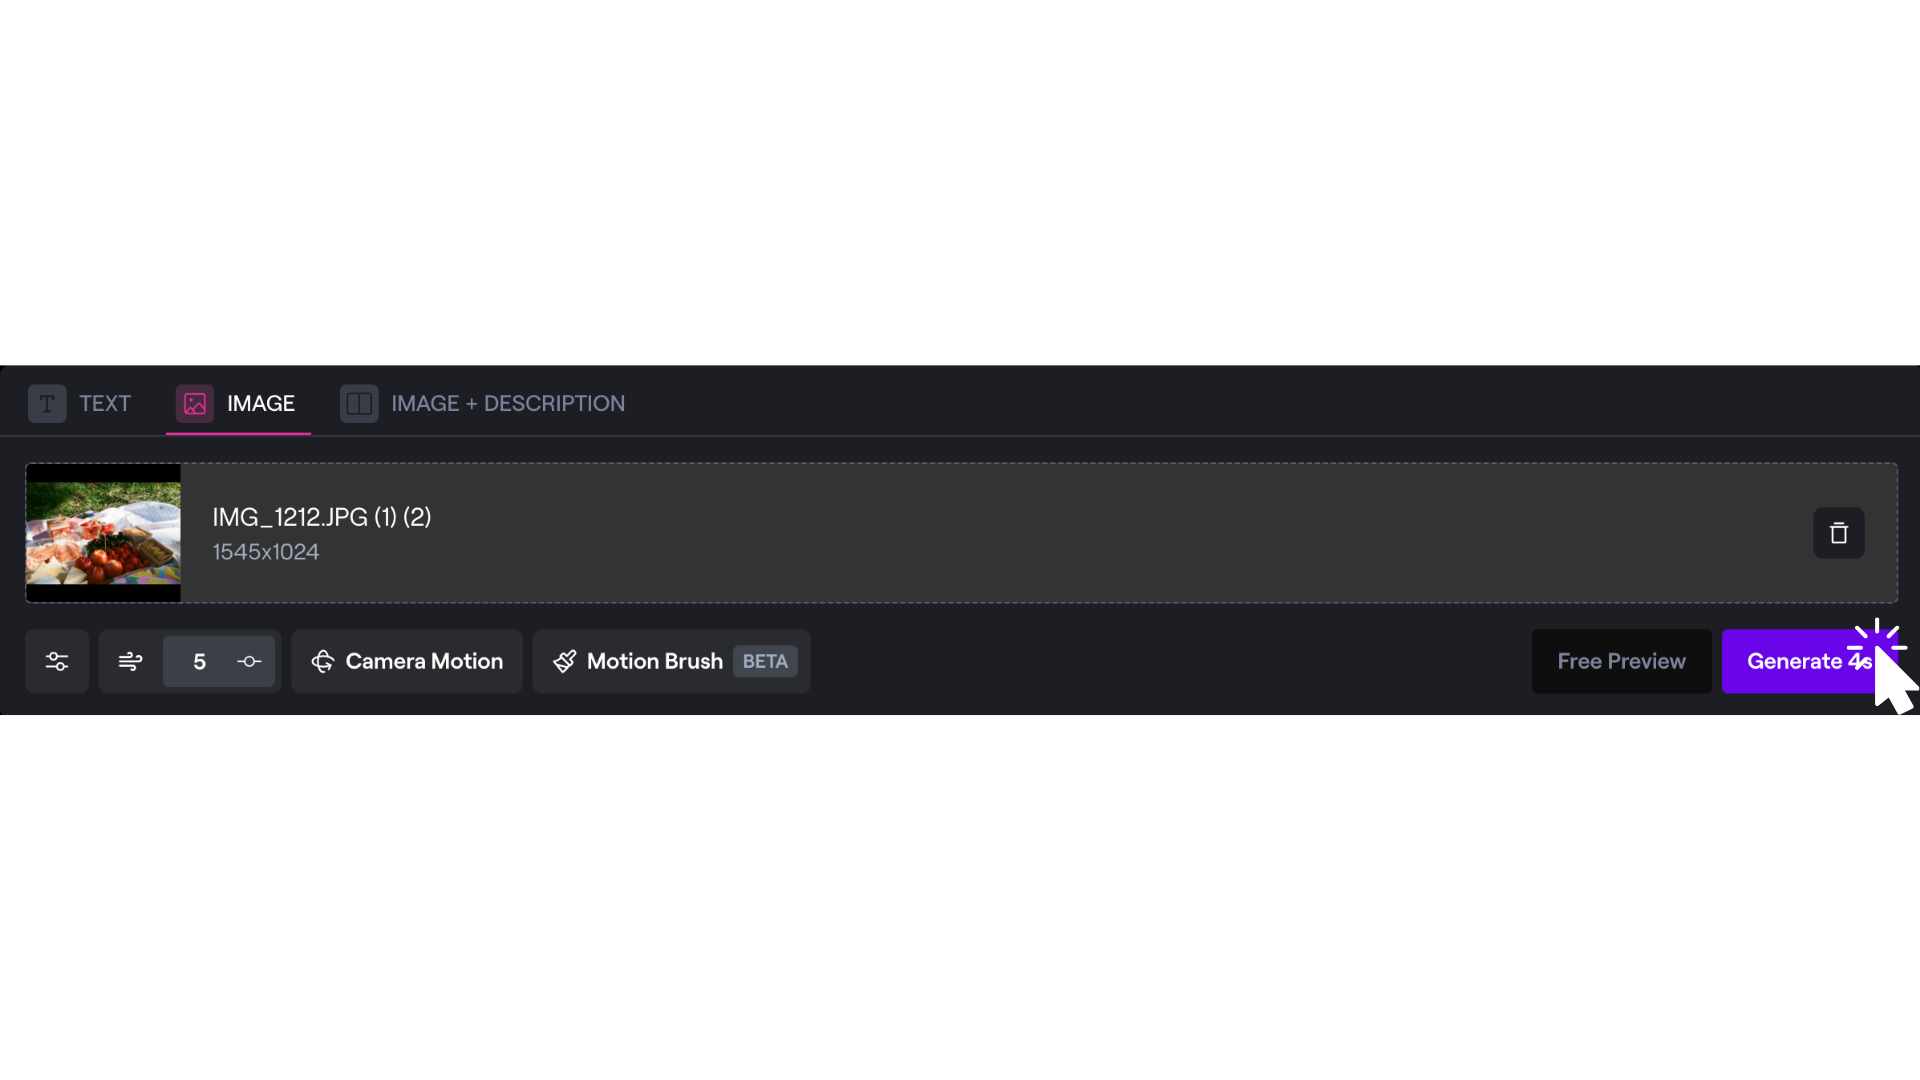 T TEXT IMAGE IMAGE + DESCRIPTION
IMG_1212.JPG (1) (2)
1545x1024
5 Camera Motion Motion Brush BETA Free Preview Generate 4s